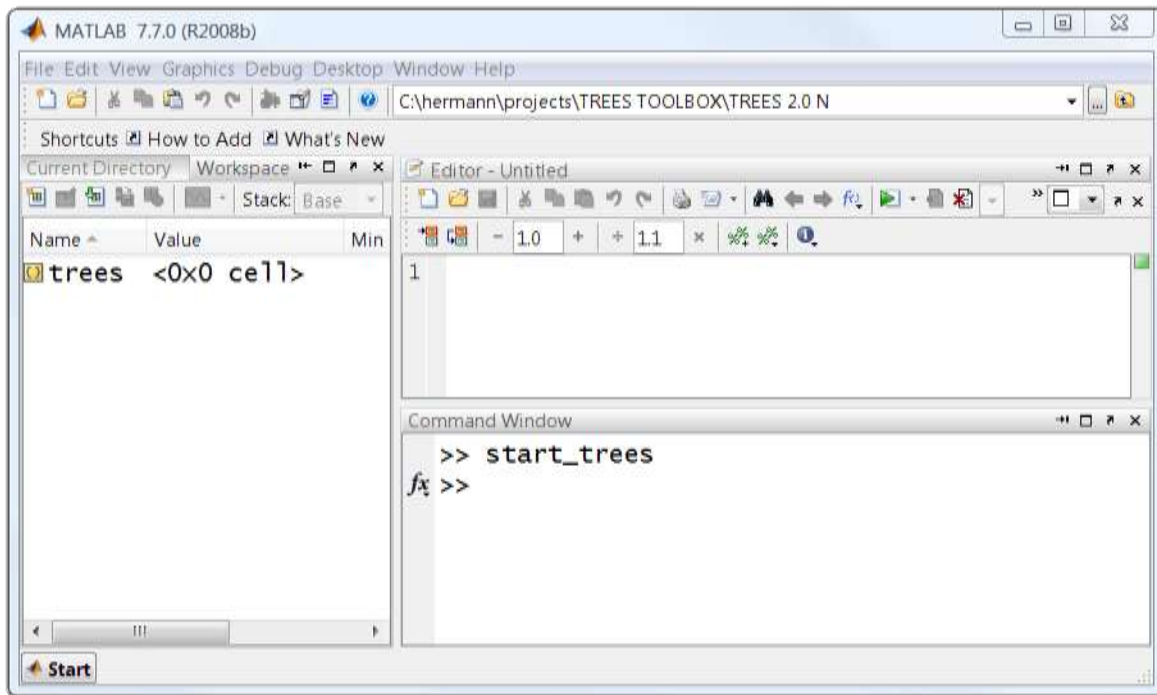 MATLAB 7.7.0 (R2008b)
File Edit View Graphics Debug Desktop Window Help
C:\hermann\projects\TREES TOOLBOX\TREES 2.0 N
Shortcuts How to Add What's New
Current Directory Workspace
Stack: Base
Name Value Min
trees <0x0 cell>
Editor - Untitled
1.0 1.1
1
Command Window
>> start_trees
fx >>
Start